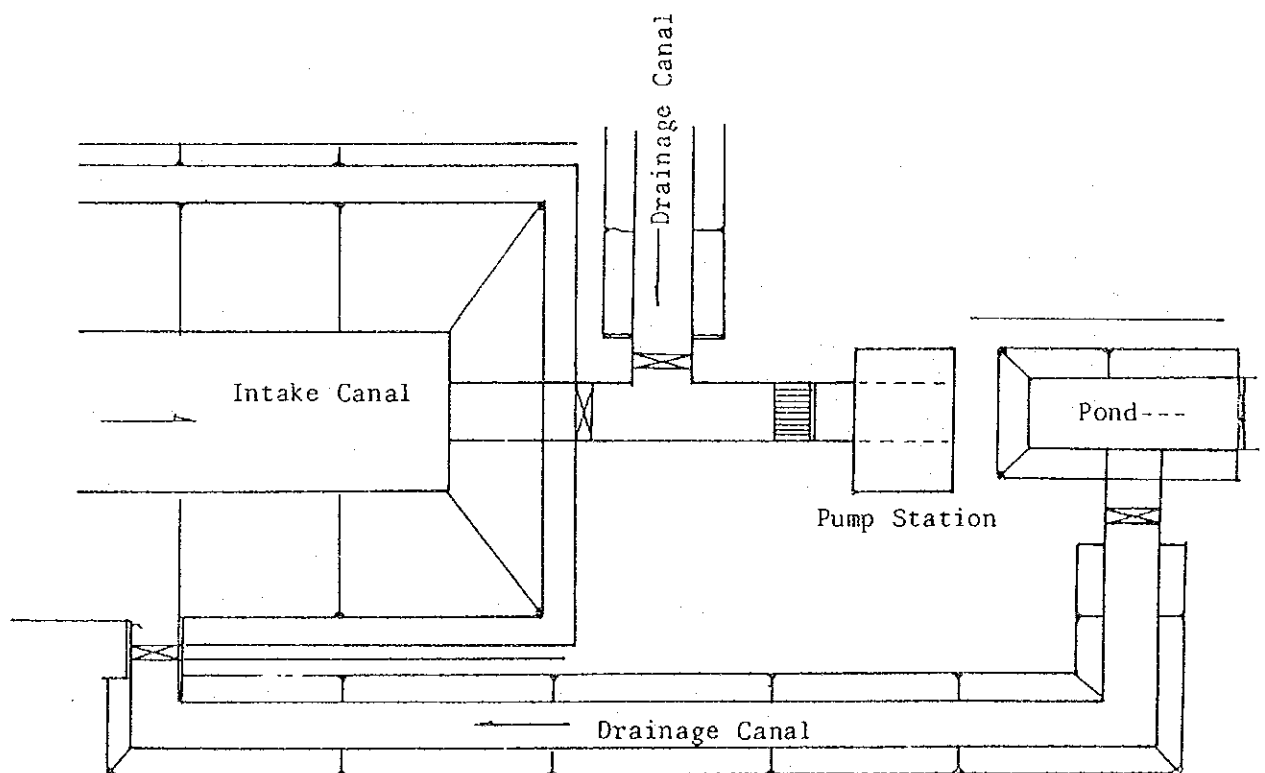 Drainage Canal
Intake Canal
Pond---
Pump Station
Drainage Canal